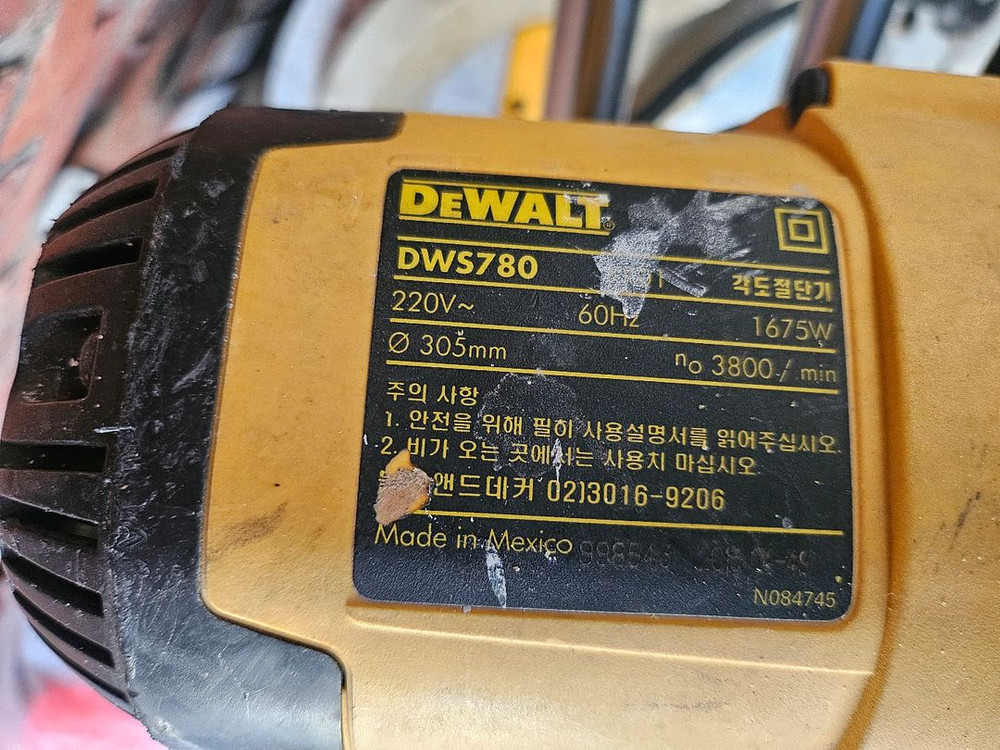 DEWALT®
DWS780 각도절단기
220V~ 60Hz 1675W
Ø 305mm n₀ 3800 / min
주의 사항
1. 안전을 위해 필히 사용설명서를 읽어주십시오.
2. 비가 오는 곳에서는 사용치 마십시오.
앤드데커 02)3016-9206
Made in Mexico
N084745